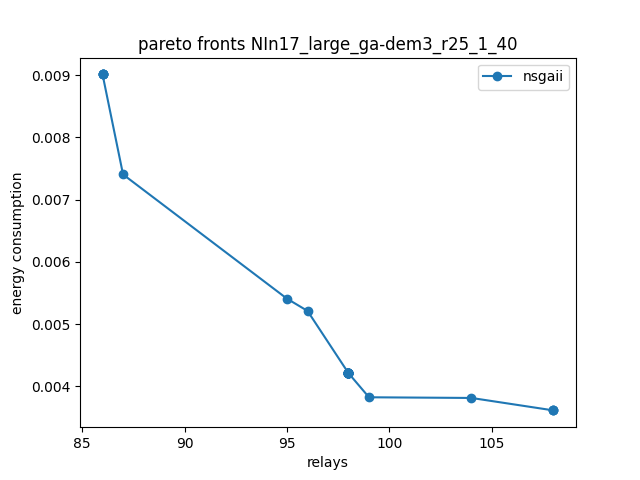 pareto fronts NIn17_large_ga-dem3_r25_1_40
nsgaii
0.009
0.008
0.007
0.006
0.005
0.004
energy consumption
85
90
95
100
105
relays